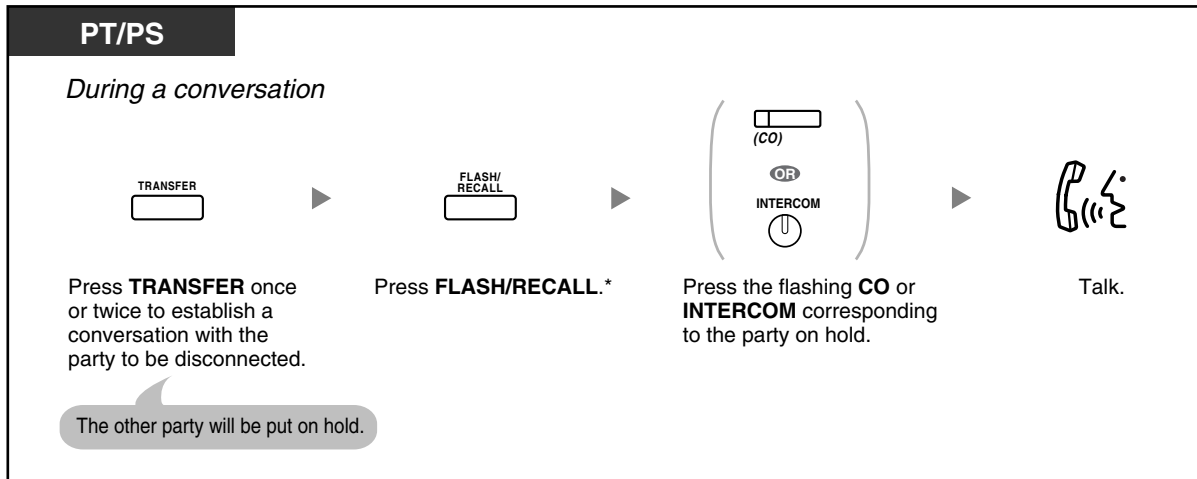 PT/PS
During a conversation
TRANSFER
FLASH/
RECALL
(CO)
OR
INTERCOM
Press TRANSFER once
or twice to establish a
conversation with the
party to be disconnected.
Press FLASH/RECALL.*
Press the flashing CO or
INTERCOM corresponding
to the party on hold.
Talk.
The other party will be put on hold.